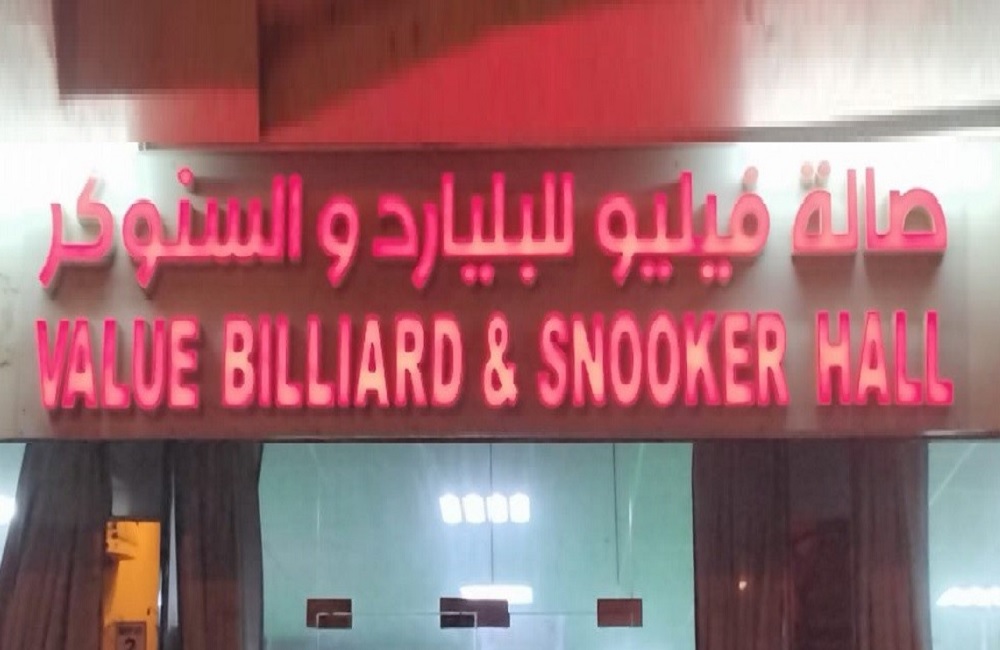 صالة فيليو للبليارد و السنوكر
VALUE BILLIARD & SNOOKER HALL